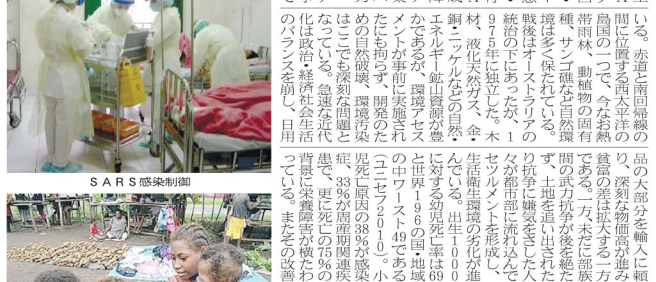 いる。赤道と南回帰線の
間に位置する西太平洋の
島国の一つで、今なお熱
帯雨林、動植物の固有
種、サンゴ礁など自然環
境は多く保たれている。
戦後はオーストラリアの
統治の下にあったが、1
975年に独立した。木
材、液化天然ガス、金・
銅・ニッケルなどの自然・
エネルギー鉱山資源が豊
かであるが、環境アセス
メントが事前に実施され
たにも拘らず、開発のた
めの自然破壊、環境汚染
はここでも深刻な問題と
なっている。急速な近代
化は政治・経済社会生活
のバランスを崩し、日用
品の大部分を輸入に頼
り、深刻な物価高が進み
貧富の差は拡大する一方
である。一方、未だに部族
間の武力抗争が後を絶た
ず、土地を追い出された
り抗争に嫌気をさした人
々が都市部に流れ込んで
セツルメントを形成し、
生活衛生環境の劣化が進
んでいる。出生1000
に対する幼児死亡率は69
と世界196の国・地域
の中ワースト49である
(ユニセフ2010)。小
児死亡原因の38%が感染
症、33%が周産期関連疾
患で、更に死亡の75%の
背景に栄養障害が横たわ
っている。またその改善
SARS感染制御